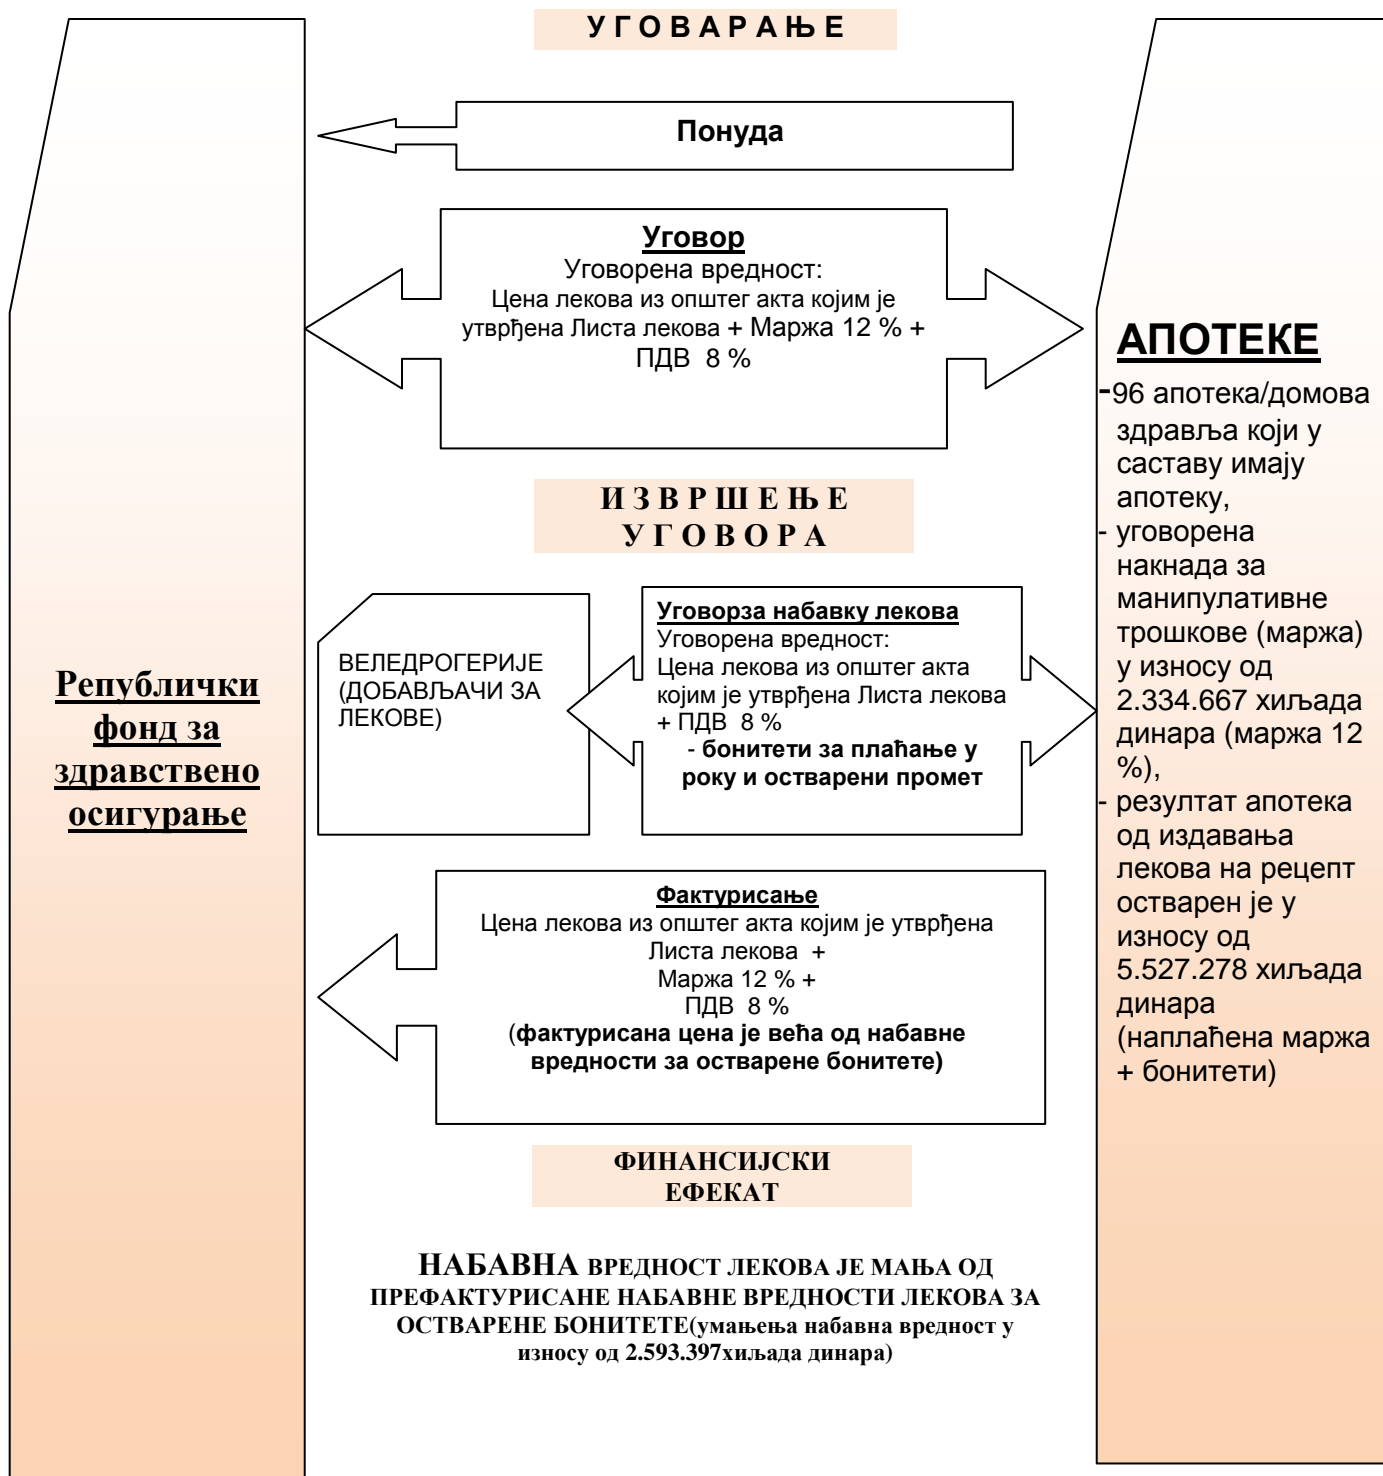 У Г О В А Р А Њ Е
Понуда
Уговор
Уговорена вредност:
Цена лекова из општег акта којим је
утврђена Листа лекова + Маржа 12 % +
ПДВ 8 %
И З В Р Ш Е Њ Е
У Г О В О Р А
Републички
фонд за
здравствено
осигурање
ВЕЛЕДРОГЕРИЈЕ
(ДОБАВЉАЧИ ЗА
ЛЕКОВЕ)
Уговорза набавку лекова
Уговорена вредност:
Цена лекова из општег акта
којим је утврђена Листа лекова
+ ПДВ 8 %
- бонитети за плаћање у
року и остварени промет
Фактурисање
Цена лекова из општег акта којим је утврђена
Листа лекова +
Маржа 12 % +
ПДВ 8 %
(фактурисана цена је већа од набавне
вредности за остварене бонитете)
АПОТЕКЕ
-96 апотека/домова
здравља који у
саставу имају
апотеку,
- уговорена
накнада за
манипулативне
трошкове (маржа)
у износу од
2.334.667 хиљада
динара (маржа 12
%),
- резултат апотека
од издавања
лекова на рецепт
остварен је у
износу од
5.527.278 хиљада
динара
(наплаћена маржа
+ бонитети)
ФИНАНСИЈСКИ
ЕФЕКАТ
НАБАВНА ВРЕДНОСТ ЛЕКОВА ЈЕ МАЊА ОД
ПРЕФАКТУРИСАНЕ НАБАВНЕ ВРЕДНОСТИ ЛЕКОВА ЗА
ОСТВАРЕНЕ БОНИТЕТЕ(умањења набавна вредност у
износу од 2.593.397хиљада динара)